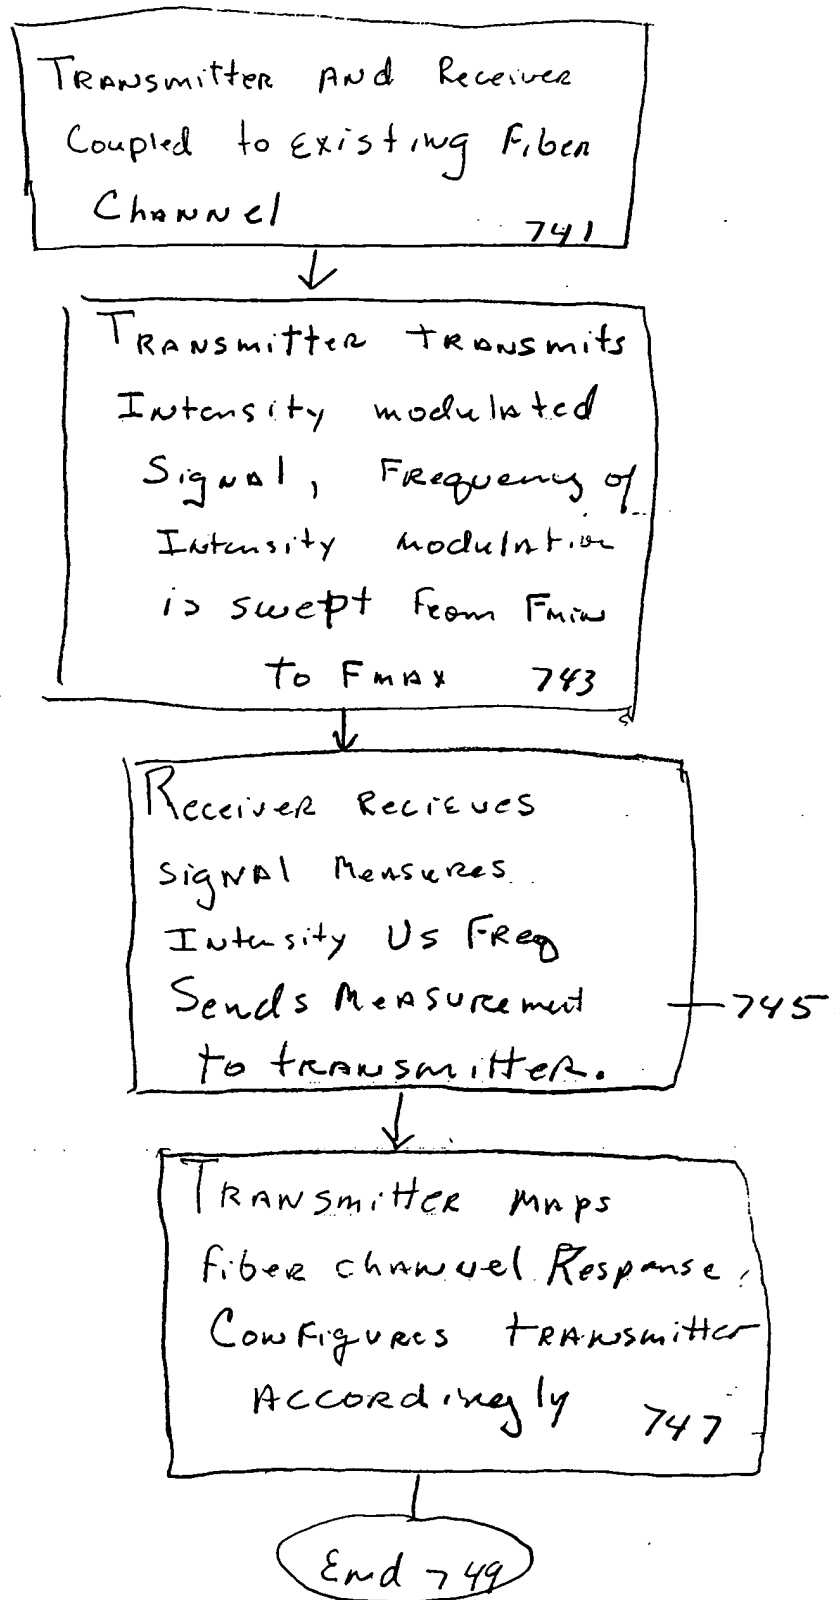 Transmitter and Receiver
Coupled to Existing Fiber
Channel
741
Transmitter transmits
Intensity modulated
Signal, Frequency of
Intensity modulation
is swept From Fmin
to Fmax 743
Receiver Recieves
signal Measures
Intensity Vs Freq
Sends Measurement
to transmitter.
745
Transmitter maps
fiber channel Response,
Configures transmitter
Accordingly
747
End 749